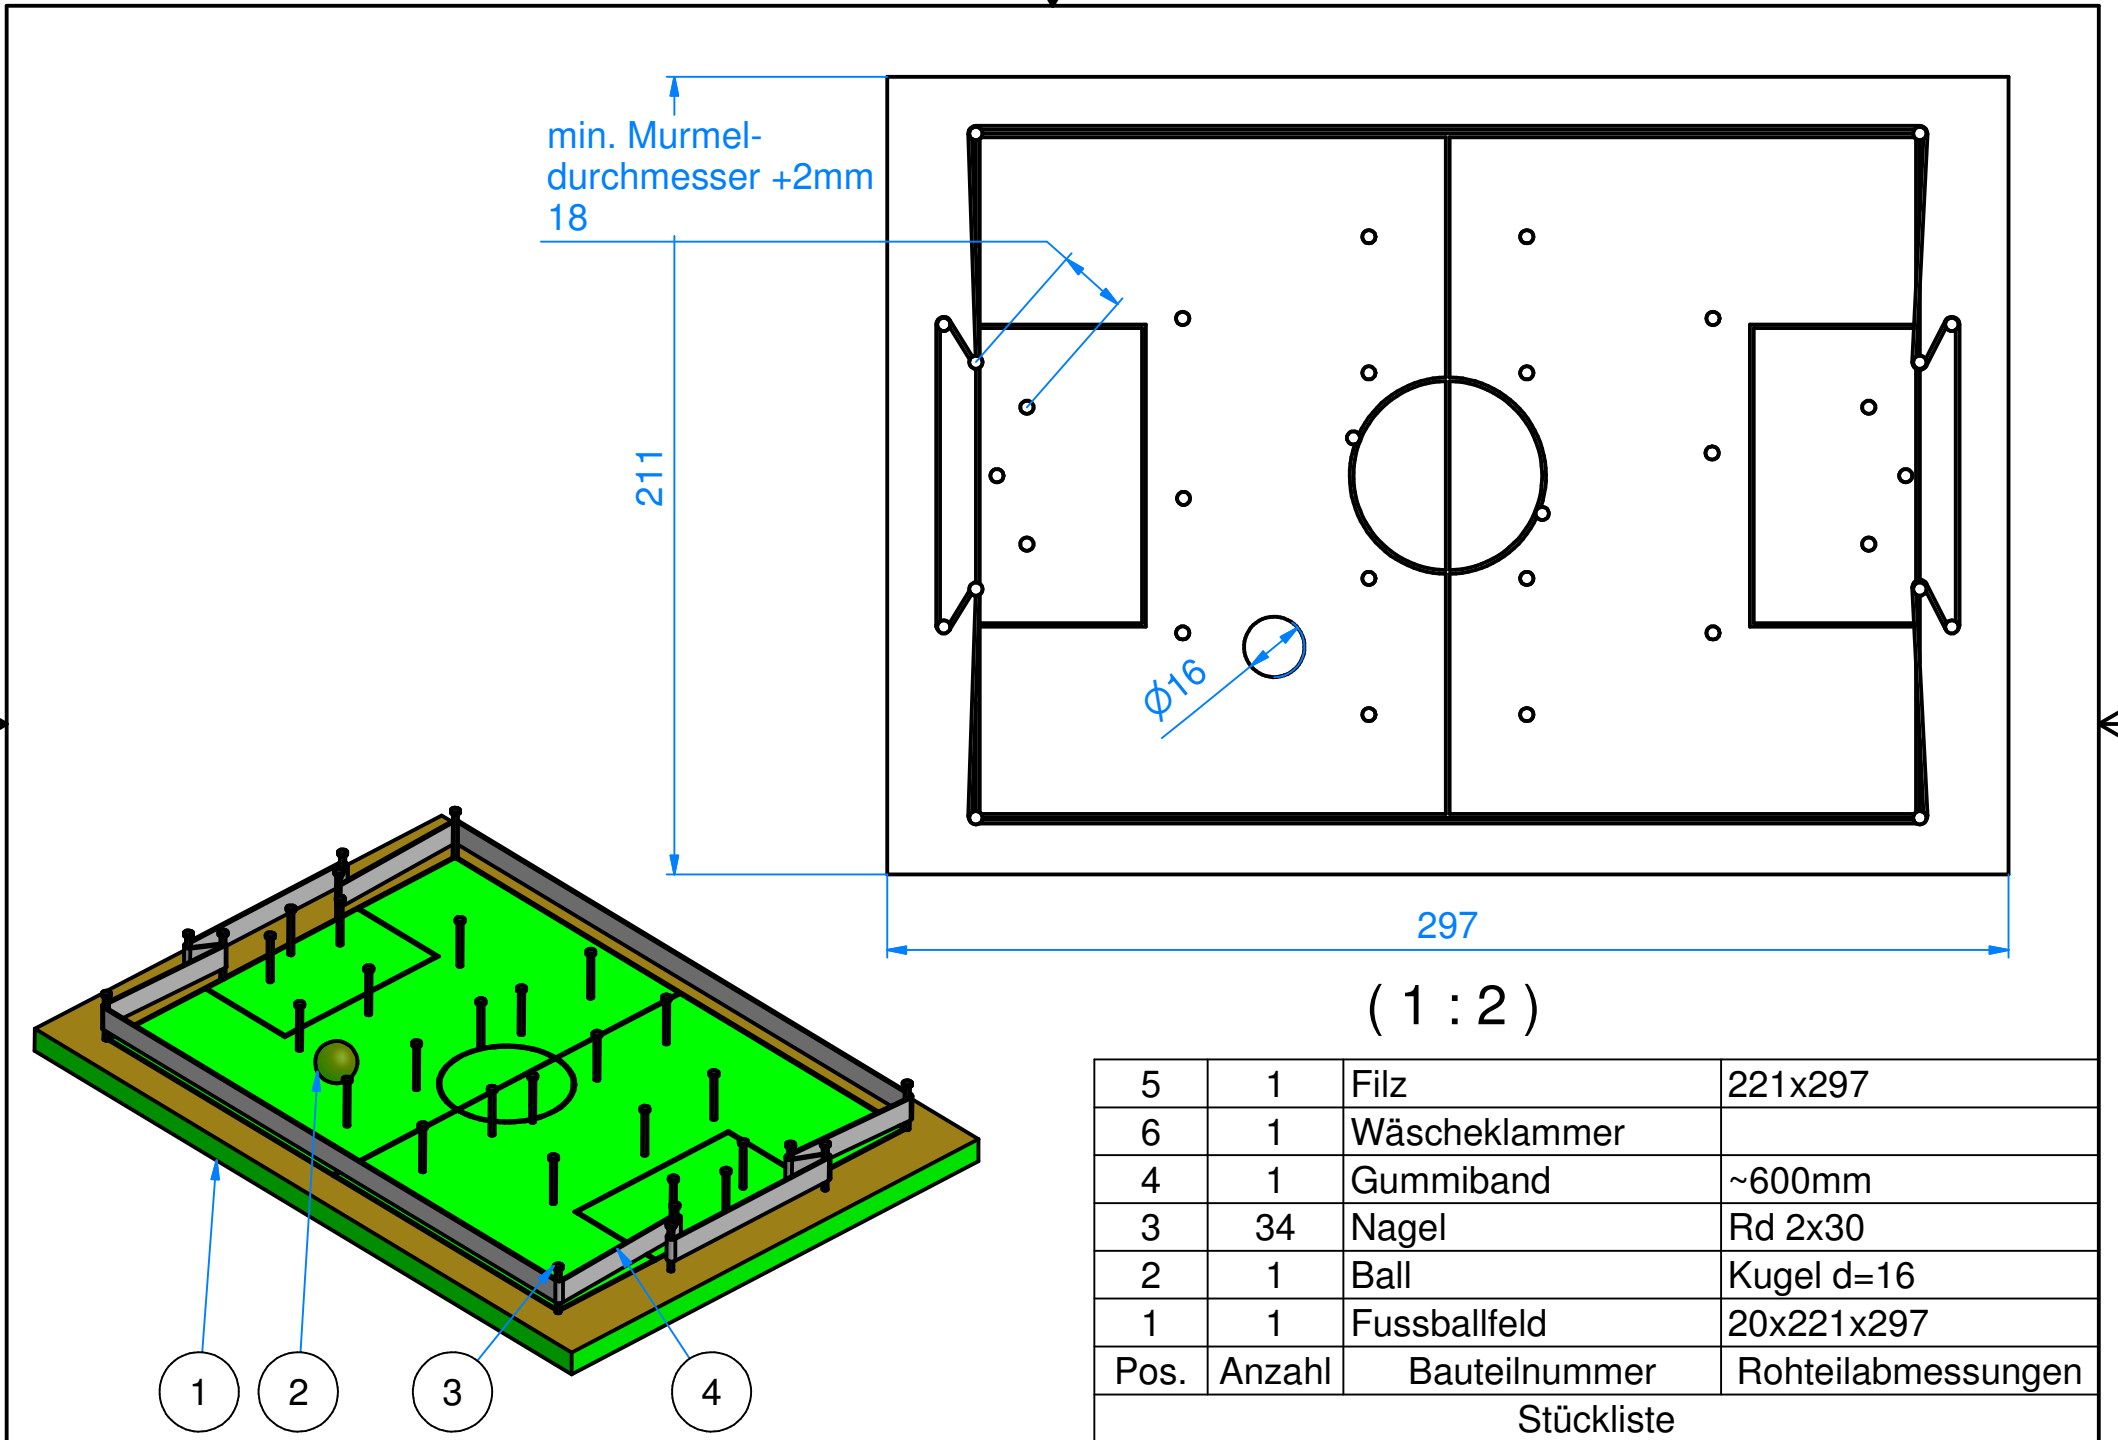 min. Murmel-
durchmesser +2mm
18
211
Ø16
297
( 1 : 2 )
5 1 Filz 221x297
6 1 Wäscheklammer
4 1 Gummiband ~600mm
3 34 Nagel Rd 2x30
2 1 Ball Kugel d=16
1 1 Fussballfeld 20x221x297
Pos. Anzahl Bauteilnummer Rohteilabmessungen
Stückliste
1 2 3 4